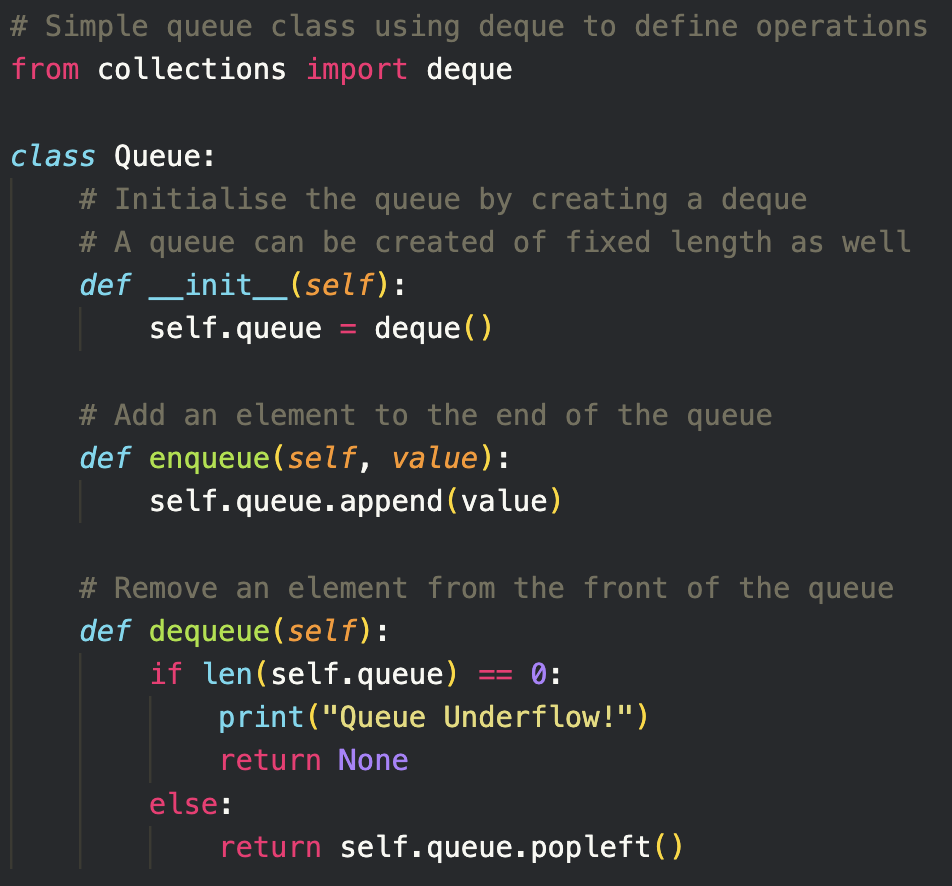 # Simple queue class using deque to define operations
from collections import deque
class Queue:
# Initialise the queue by creating a deque
# A queue can be created of fixed length as well
def __init__(self):
self.queue = deque()
# Add an element to the end of the queue
def enqueue(self, value):
self.queue.append(value)
# Remove an element from the front of the queue
def dequeue(self):
if len(self.queue) == 0:
print("Queue Underflow!")
return None
else:
return self.queue.popleft()